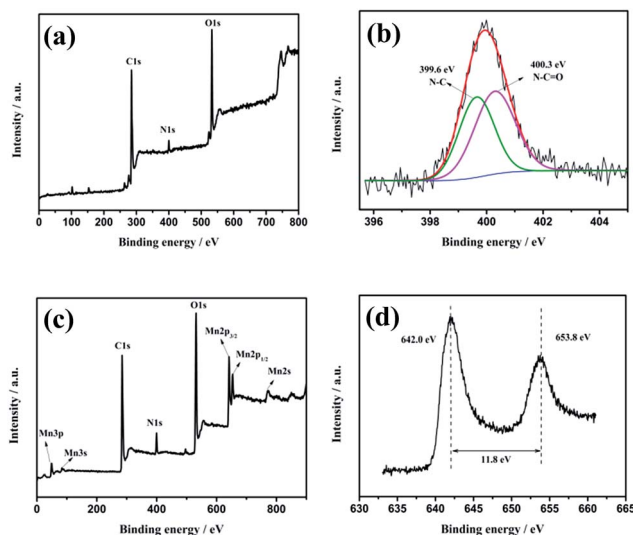 (a)
O1s
C1s
N1s
Intensity / a.u.
0 100 200 300 400 500 600 700 800
Binding energy / eV
(b)
399.6 eV
N-C
400.3 eV
N-C=O
Intensity / a.u.
396 398 400 402 404
Binding energy / eV
(c)
O1s
C1s
Mn2p3/2
Mn2p1/2
Mn2s
N1s
Mn3p
Mn3s
Intensity / a.u.
0 200 400 600 800
Binding energy / eV
(d)
642.0 eV
653.8 eV
11.8 eV
Intensity / a.u.
630 635 640 645 650 655 660 665
Binding energy / eV